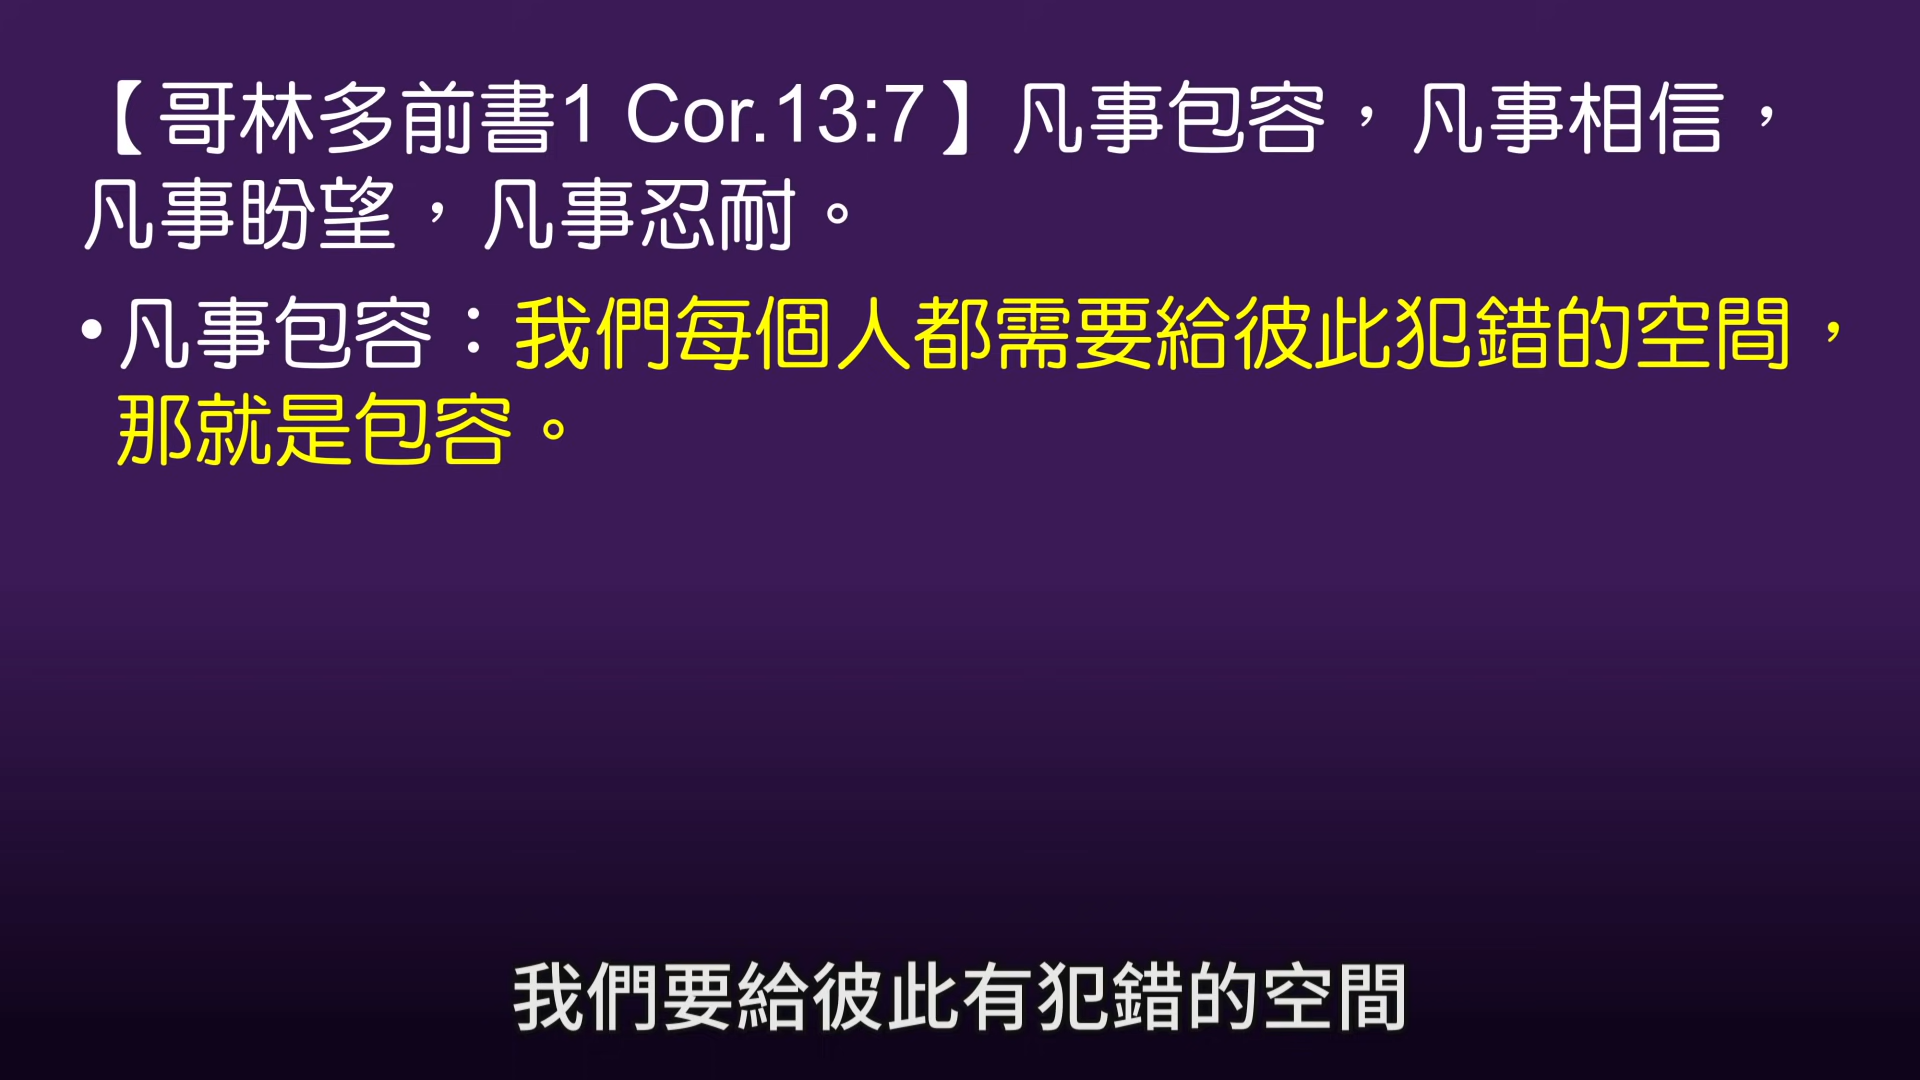 【哥林多前書1 Cor.13:7】凡事包容，凡事相信，
凡事盼望，凡事忍耐。
•凡事包容：我們每個人都需要給彼此犯錯的空間，
那就是包容。
我們要給彼此有犯錯的空間